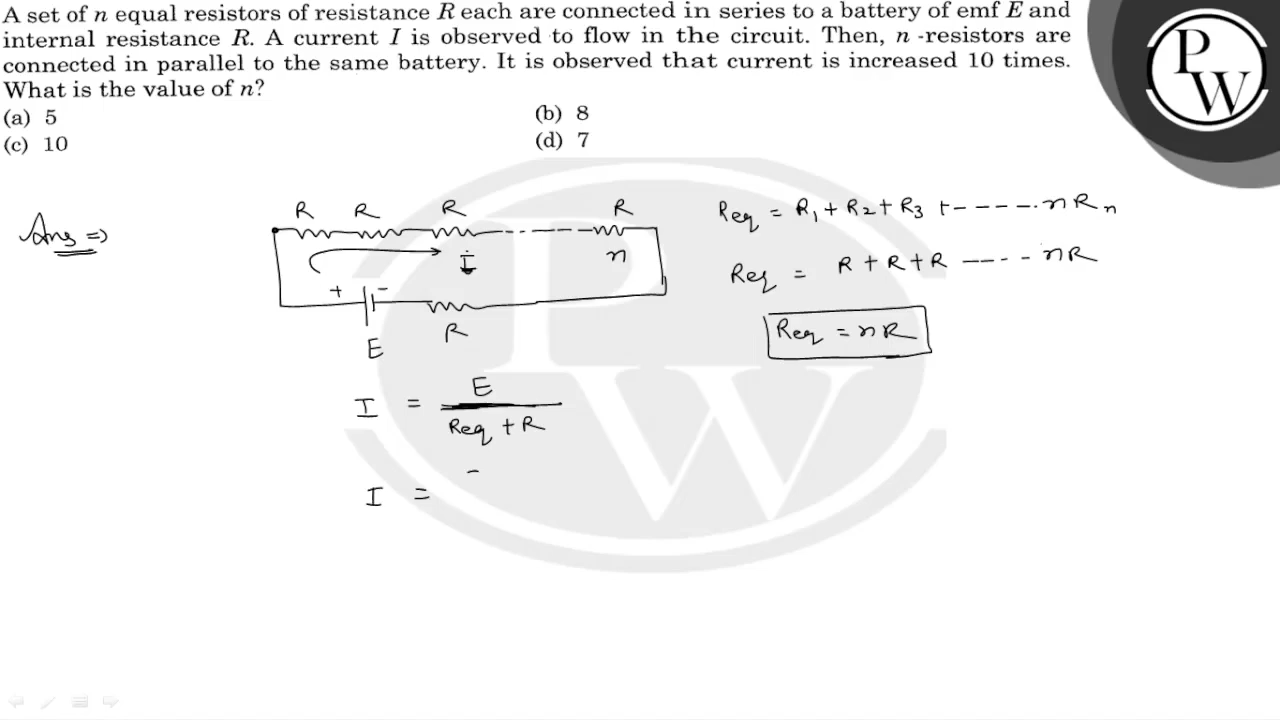 A set of n equal resistors of resistance R each are connected in series to a battery of emf E and
internal resistance R. A current I is observed to flow in the circuit. Then, n -resistors are
connected in parallel to the same battery. It is observed that current is increased 10 times.
What is the value of n?
(a) 5 (b) 8
(c) 10 (d) 7
P
W
Ans =>
R R R R
I n
+ -
E R
Req = R1 + R2 + R3 + ----- nRn
Req = R + R + R ----- nR
Req = nR
I = E / Req + R
I =